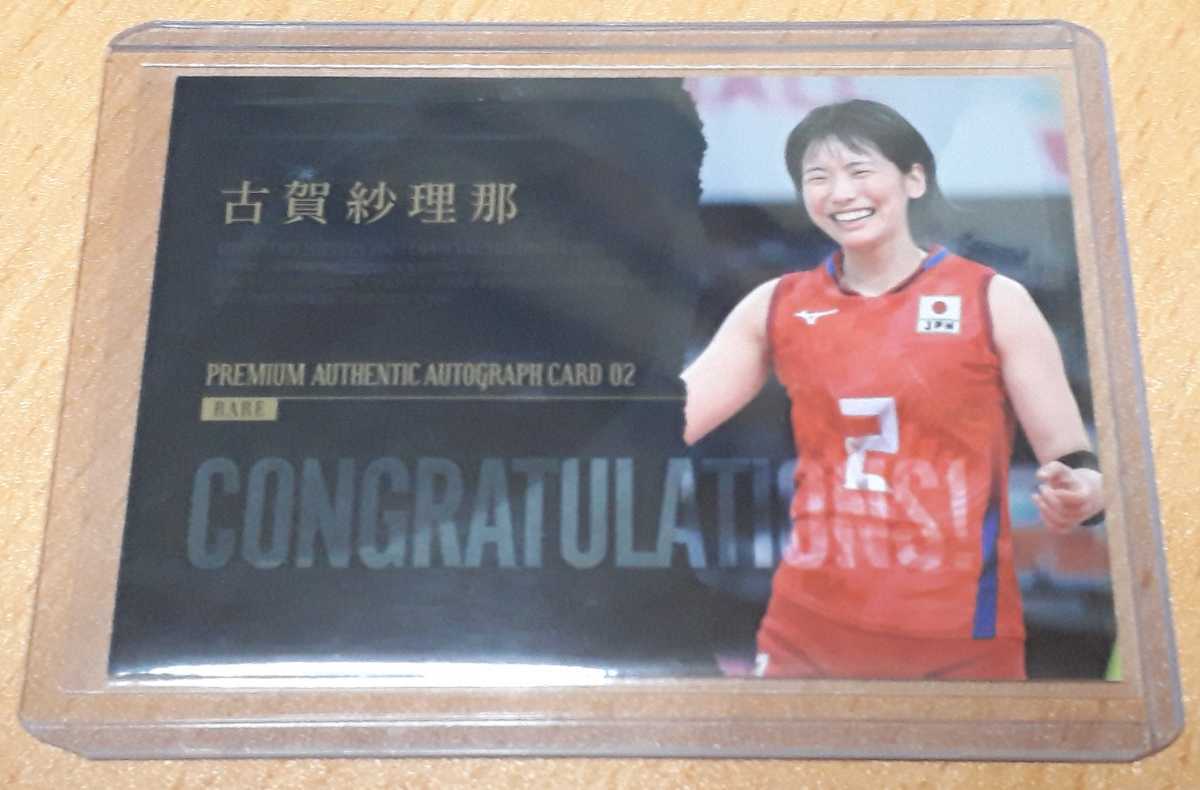 古賀紗理那
PREMIUM AUTHENTIC AUTOGRAPH CARD 02
RARE
CONGRATULATIONS!
JPN
2